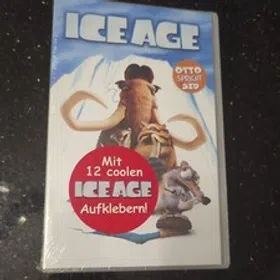 ICE AGE
OTTO
SPRICHT
SID
Mit
12 coolen
ICE AGE
Aufklebern!